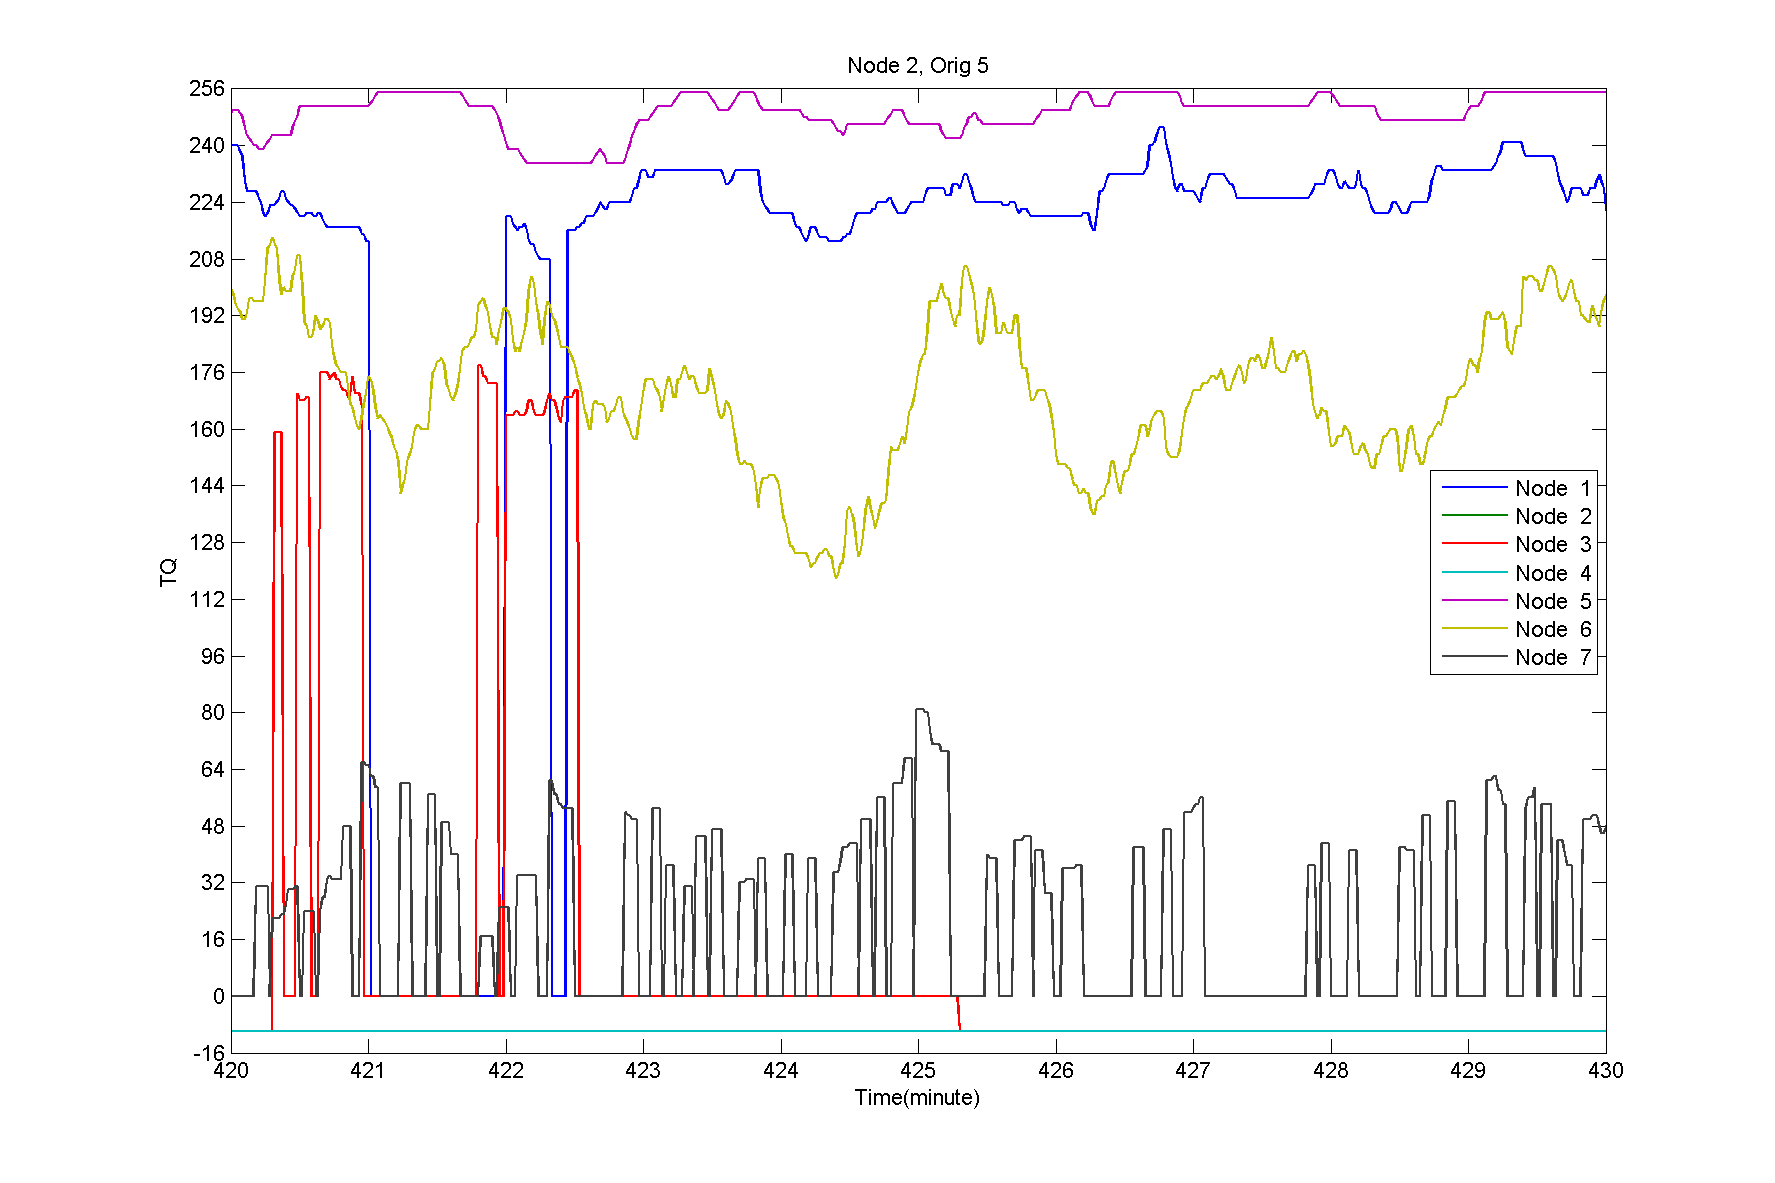 Node 2, Orig 5
256
240
224
208
192
176
160
144
128
112
96
80
64
48
32
16
0
-16
TQ
Node 1
Node 2
Node 3
Node 4
Node 5
Node 6
Node 7
420 421 422 423 424 425 426 427 428 429 430
Time(minute)